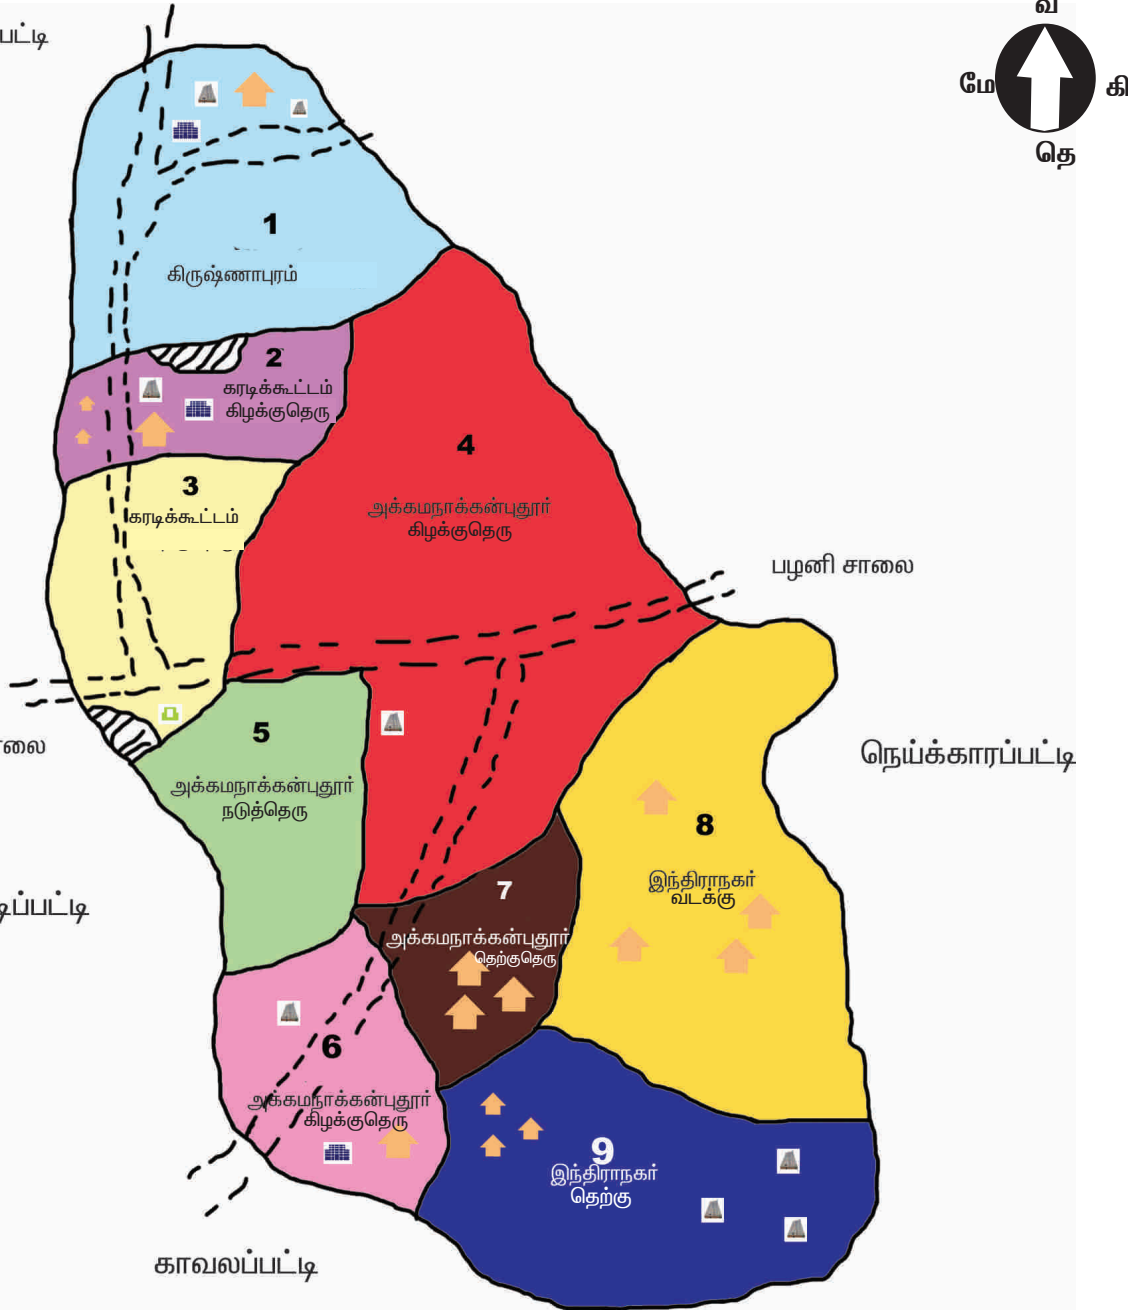 வ
பட்டி
மே
கி
தெ
1
கிருஷ்ணாபுரம்
2
கரடிக்கூட்டம்
கிழக்குதெரு
3
கரடிக்கூட்டம்
4
அக்கமநாக்கன்புதூர்
கிழக்குதெரு
பழனி சாலை
லை
5
அக்கமநாக்கன்புதூர்
நடுத்தெரு
நெய்க்காரப்பட்டி
8
இந்திராநகர்
வடக்கு
7
அக்கமநாக்கன்புதூர்
தெற்குதெரு
ப்பட்டி
6
அக்கமநாக்கன்புதூர்
கிழக்குதெரு
9
இந்திராநகர்
தெற்கு
காவலப்பட்டி